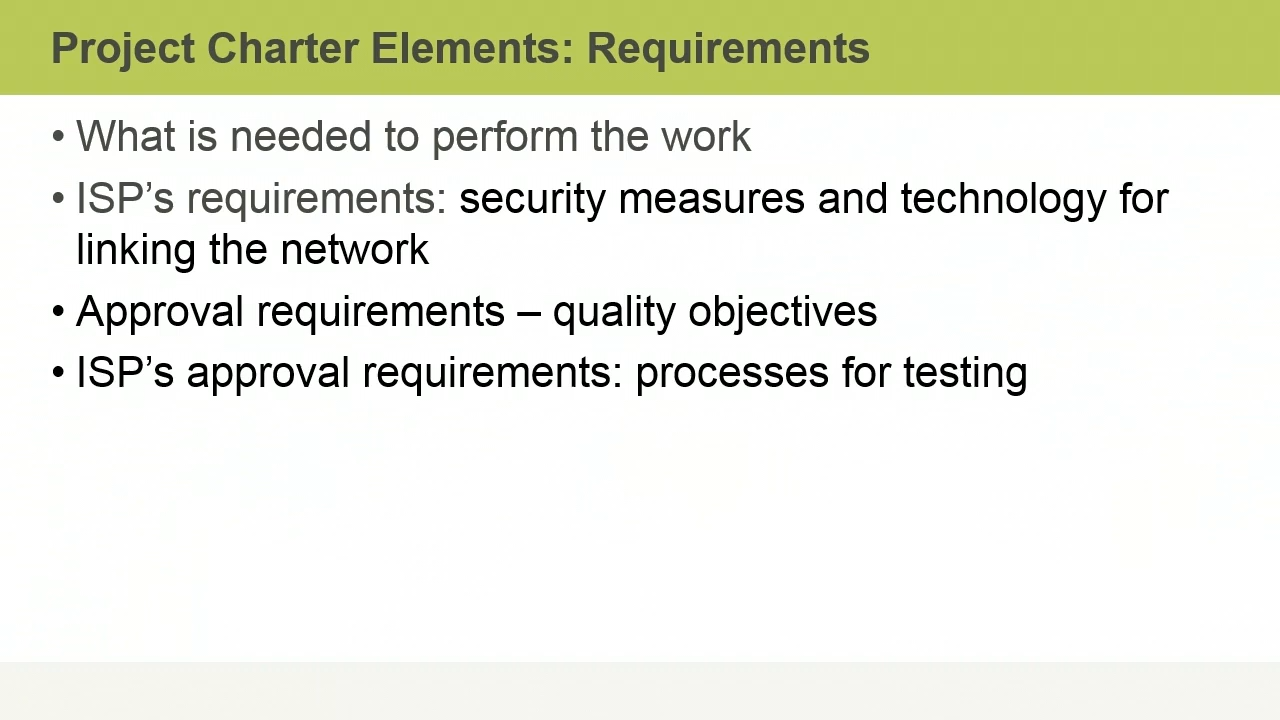 Project Charter Elements: Requirements
• What is needed to perform the work
• ISP’s requirements: security measures and technology for
linking the network
• Approval requirements – quality objectives
• ISP’s approval requirements: processes for testing